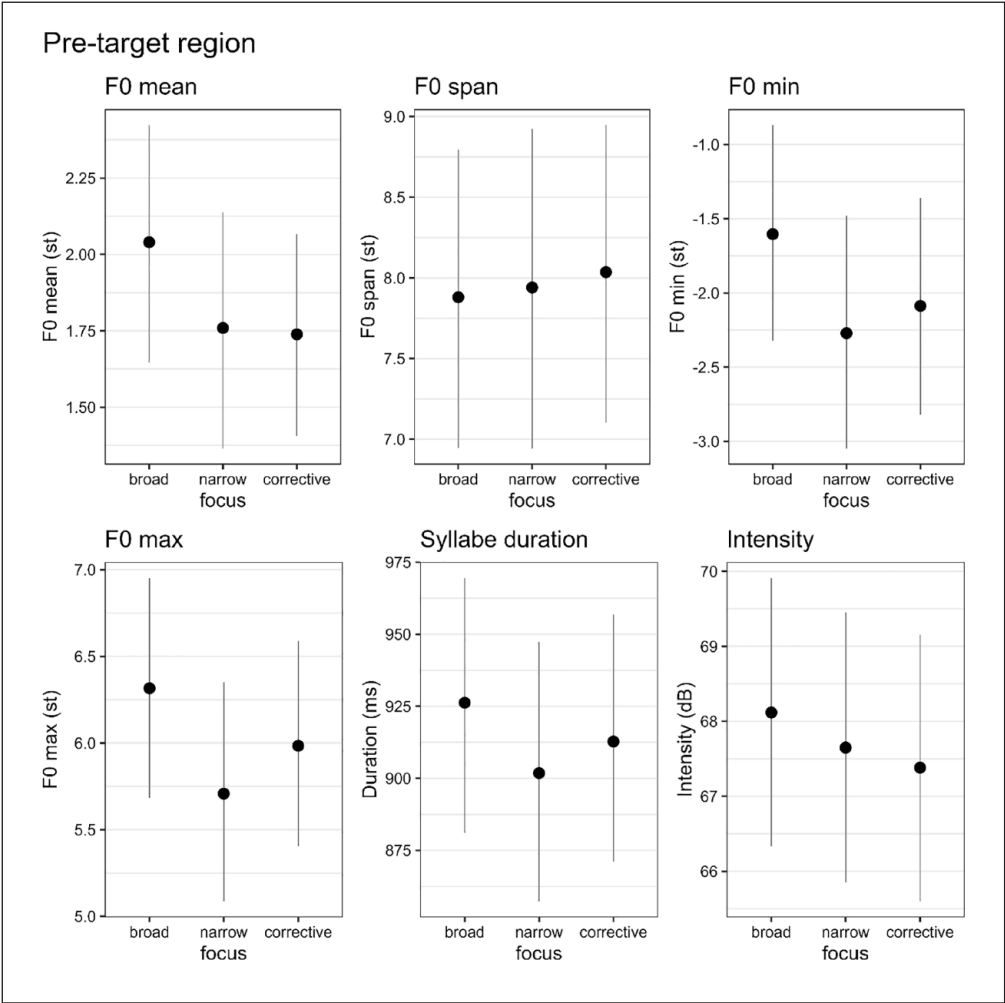 Pre-target region
F0 mean
F0 mean (st)
2.25
2.00
1.75
1.50
broad narrow corrective
focus
F0 span
F0 span (st)
9.0
8.5
8.0
7.5
7.0
broad narrow corrective
focus
F0 min
F0 min (st)
-1.0
-1.5
-2.0
-2.5
-3.0
broad narrow corrective
focus
F0 max
F0 max (st)
7.0
6.5
6.0
5.5
5.0
broad narrow corrective
focus
Syllabe duration
Duration (ms)
975
950
925
900
875
broad narrow corrective
focus
Intensity
Intensity (dB)
70
69
68
67
66
broad narrow corrective
focus